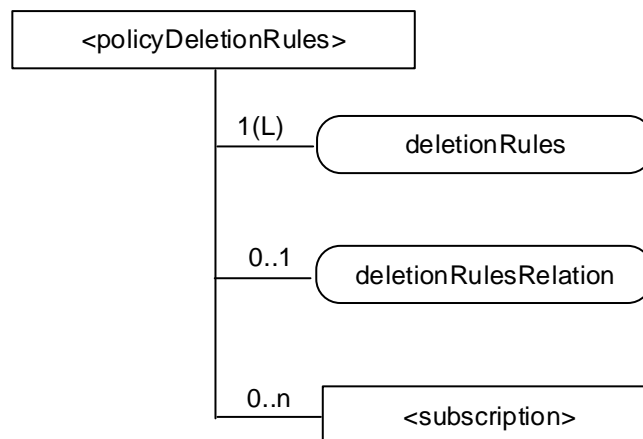 <policyDeletionRules>
1(L)
deletionRules
0..1
deletionRulesRelation
0..n
<subscription>